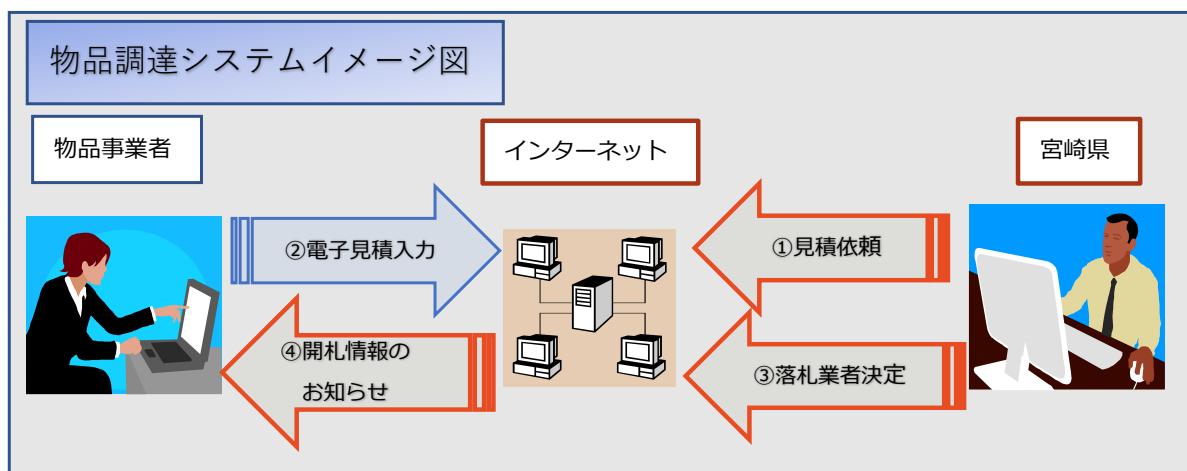 物品調達システムイメージ図
物品事業者
インターネット
宮崎県
②電子見積入力
①見積依頼
④開札情報の
お知らせ
③落札業者決定